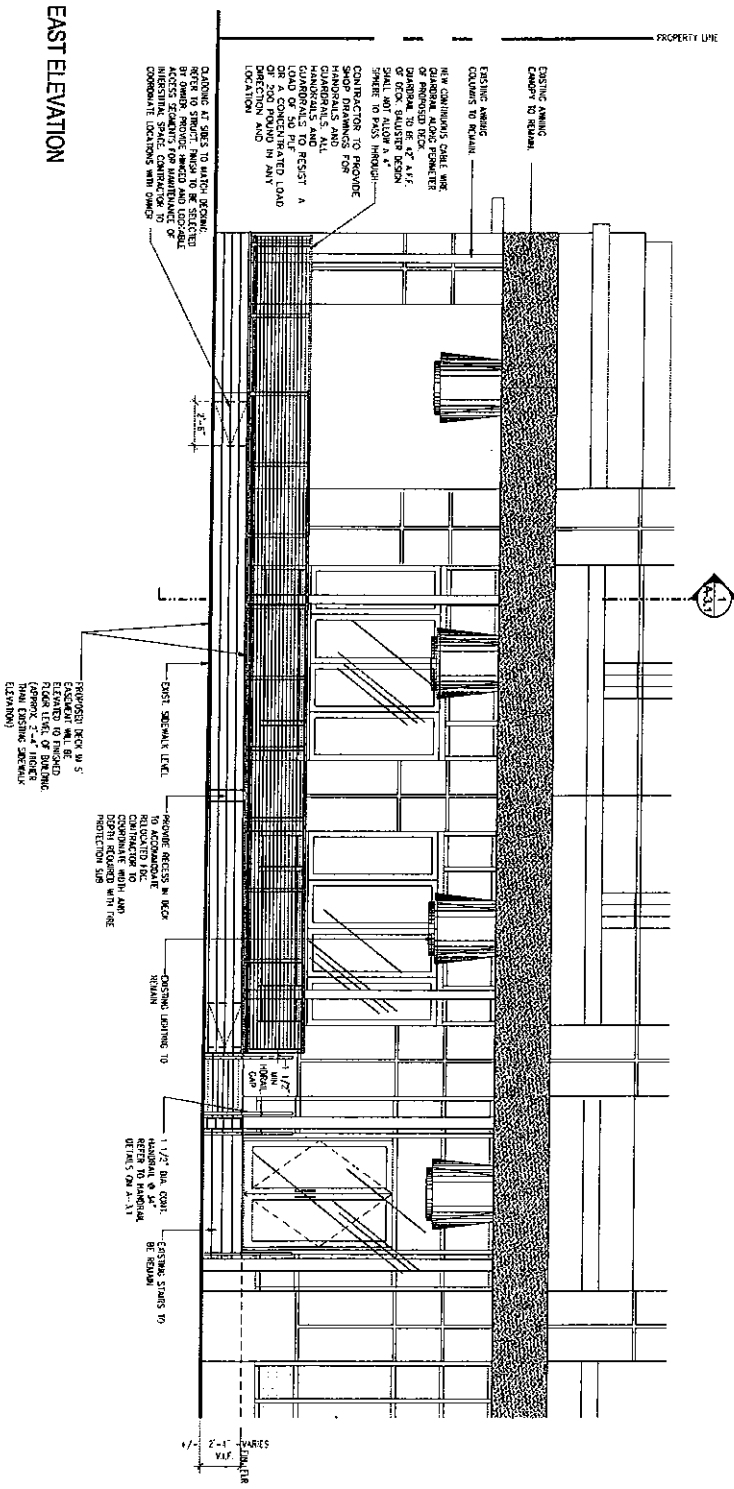 PROPERTY LINE
EXISTING AWNING
CANOPY TO REMAIN
EXISTING AWNING
COLUMNS TO REMAIN
NEW CONTINUOUS CABLE WIRE
GUARDRAIL ALONG PERIMETER
OF PROPOSED DECK.
GUARDRAIL TO BE 42" A.F.F.
OF DECK. BALUSTER DESIGN
SHALL NOT ALLOW A 4"
SPHERE TO PASS THROUGH
CONTRACTOR TO PROVIDE
SHOP DRAWINGS FOR
HANDRAILS AND
GUARDRAILS. ALL
HANDRAILS AND
GUARDRAILS TO RESIST A
LOAD OF 50 PLF
OR A CONCENTRATED LOAD
OF 200 POUND IN ANY
DIRECTION AND
LOCATION
CLADDING AT SIDES TO MATCH DECKING,
REFER TO STRUCT. FINISH TO BE SELECTED
BY OWNER. PROVIDE HINGED AND LOCKABLE
ACCESS SEGMENTS FOR MAINTENANCE OF
INTERSTITIAL SPACE. CONTRACTOR TO
COORDINATE LOCATIONS WITH OWNER
EAST ELEVATION
1
A-3.1
2'-6"
EXIST. SIDEWALK LEVEL
PROPOSED DECK IN 5'
EASEMENT WILL BE
ELEVATED TO FINISHED
FLOOR LEVEL OF BUILDING.
(APPROX. 2'-4" HIGHER
THAN EXISTING SIDEWALK
ELEVATION)
PROVIDE RECESS IN DECK
TO ACCOMMODATE
RELOCATED FDC.
CONTRACTOR TO
COORDINATE WIDTH AND
DEPTH REQUIRED WITH FIRE
PROTECTION SUB
EXISTING LIGHTING TO
REMAIN
1 1/2"
MIN
HDRAIL
GAP
1 1/2" DIA. CONT.
HANDRAIL @ 34"
REFER TO HANDRAIL
DETAILS ON A-3.1
EXISTING STAIRS TO
BE REMAIN
FIN. FLR
+/- 2'-4" VARIES
V.I.F.